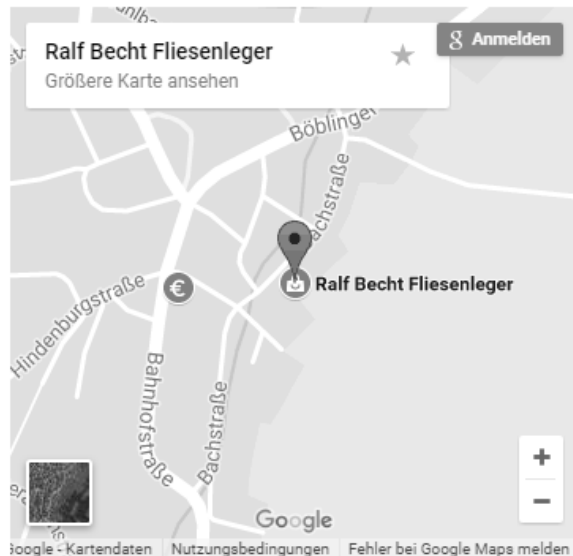 Ralf Becht Fliesenleger
Größere Karte ansehen
g Anmelden
Böblinger
Bachstraße
Ralf Becht Fliesenleger
€
Hindenburgstraße
Bahnhofstraße
Bachstraße
Google
Google - Kartendaten Nutzungsbedingungen Fehler bei Google Maps melden